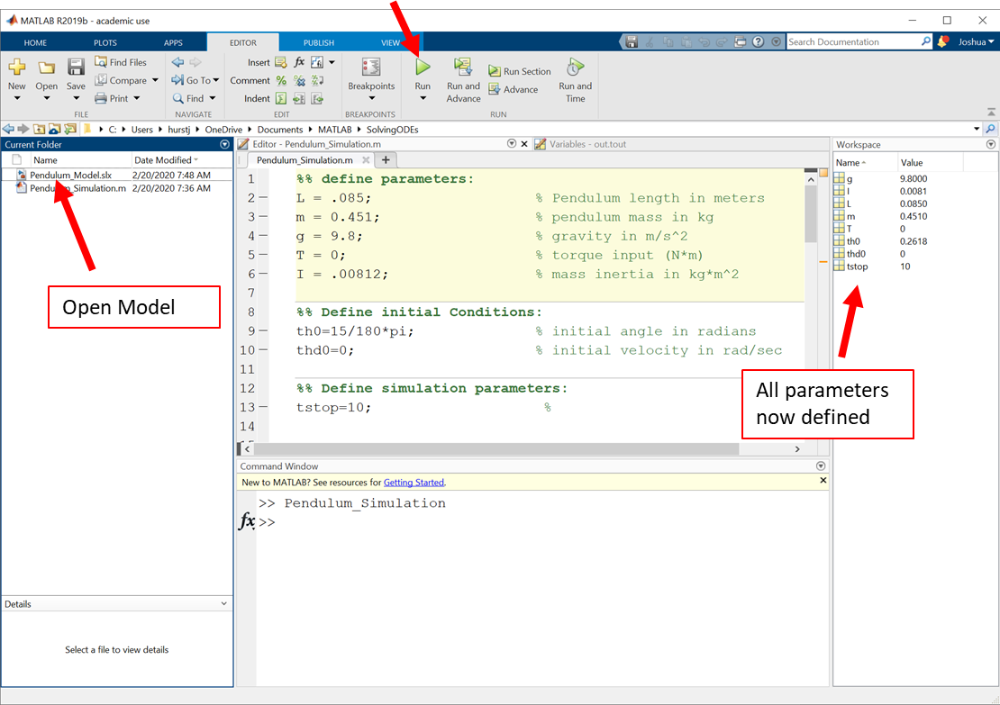 MATLAB R2019b - academic use
HOME PLOTS APPS EDITOR PUBLISH VIEW
Search Documentation
Joshua
New Open Save
Find Files
Compare
Print
FILE
Go To
Find
NAVIGATE
Insert fx
Comment %
Indent
EDIT
Breakpoints
BREAKPOINTS
Run
Run and Advance
Run Section
Advance
Run and Time
RUN
C: Users hurstj OneDrive Documents MATLAB SolvingODEs
Current Folder
Name Date Modified
Pendulum_Model.slx 2/20/2020 7:48 AM
Pendulum_Simulation.m 2/20/2020 7:36 AM
Open Model
Details
Select a file to view details
Editor - Pendulum_Simulation.m
Variables - out.tout
Pendulum_Simulation.m
1 %% define parameters:
2 L = .085; % Pendulum length in meters
3 m = 0.451; % pendulum mass in kg
4 g = 9.8; % gravity in m/s^2
5 T = 0; % torque input (N*m)
6 I = .00812; % mass inertia in kg*m^2
7
8 %% Define initial Conditions:
9 th0=15/180*pi; % initial angle in radians
10 thd0=0; % initial velocity in rad/sec
11
12 %% Define simulation parameters:
13 tstop=10; %
14
Command Window
New to MATLAB? See resources for Getting Started.
>> Pendulum_Simulation
fx >>
Workspace
Name Value
g 9.8000
I 0.0081
L 0.0850
m 0.4510
T 0
th0 0.2618
thd0 0
tstop 10
All parameters
now defined